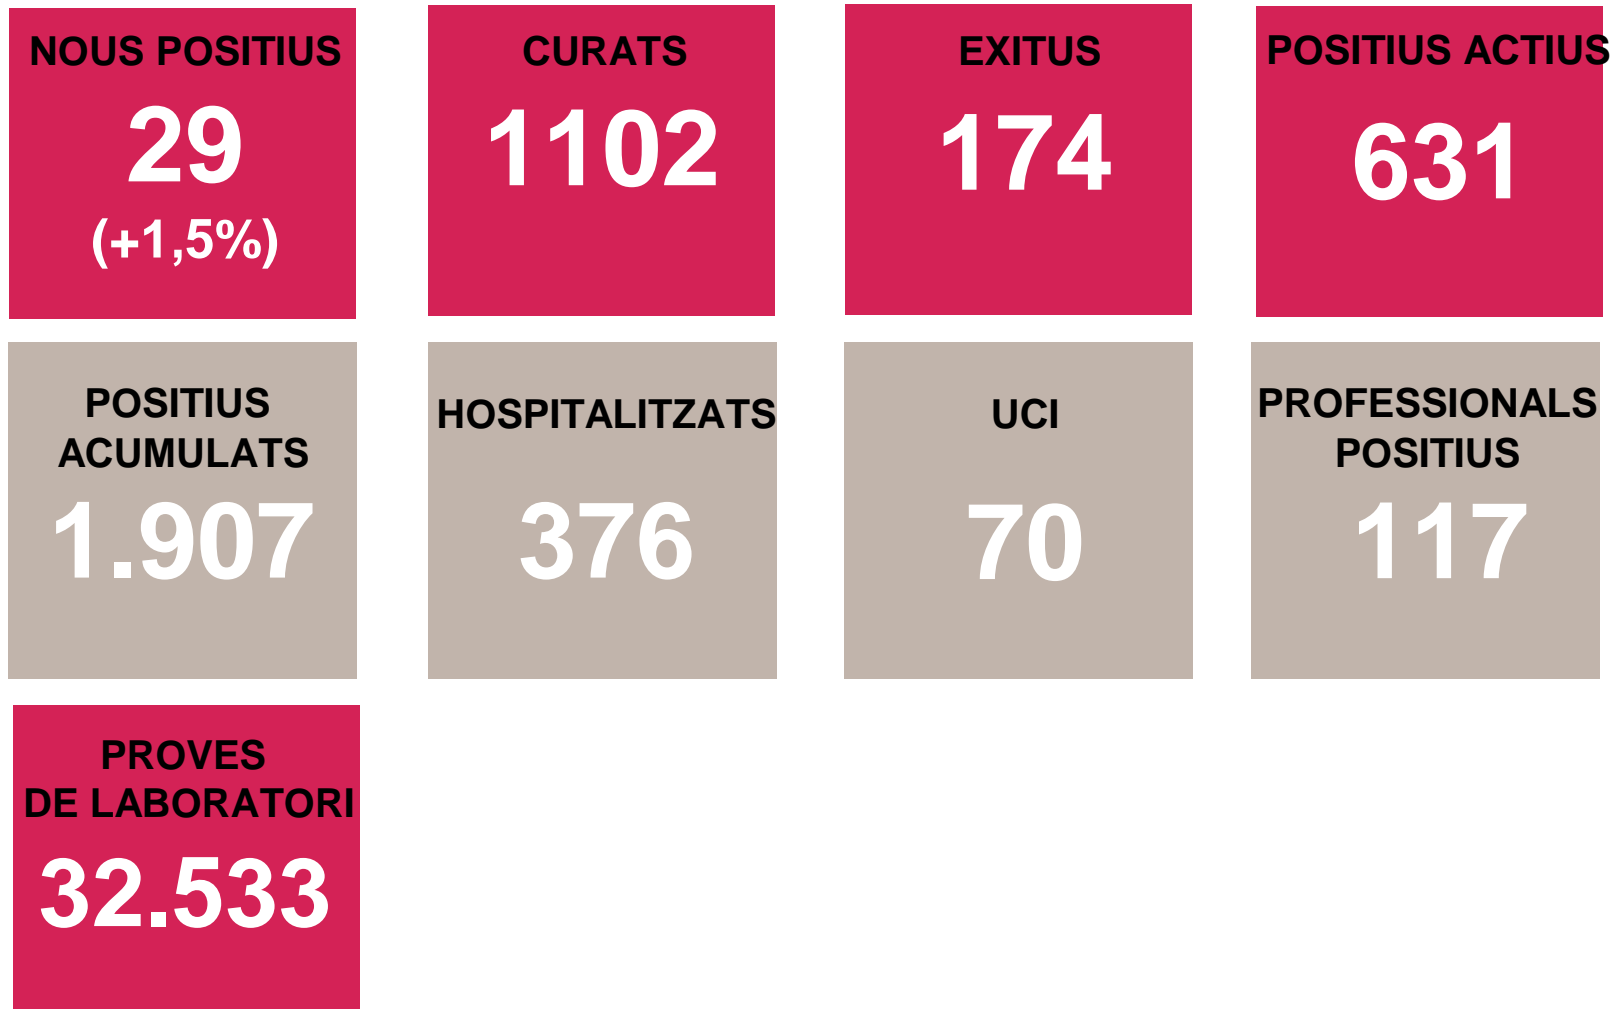 NOUS POSITIUS
29
(+1,5%)
CURATS
1102
EXITUS
174
POSITIUS ACTIUS
631
POSITIUS
ACUMULATS
1.907
HOSPITALITZATS
376
UCI
70
PROFESSIONALS
POSITIUS
117
PROVES
DE LABORATORI
32.533